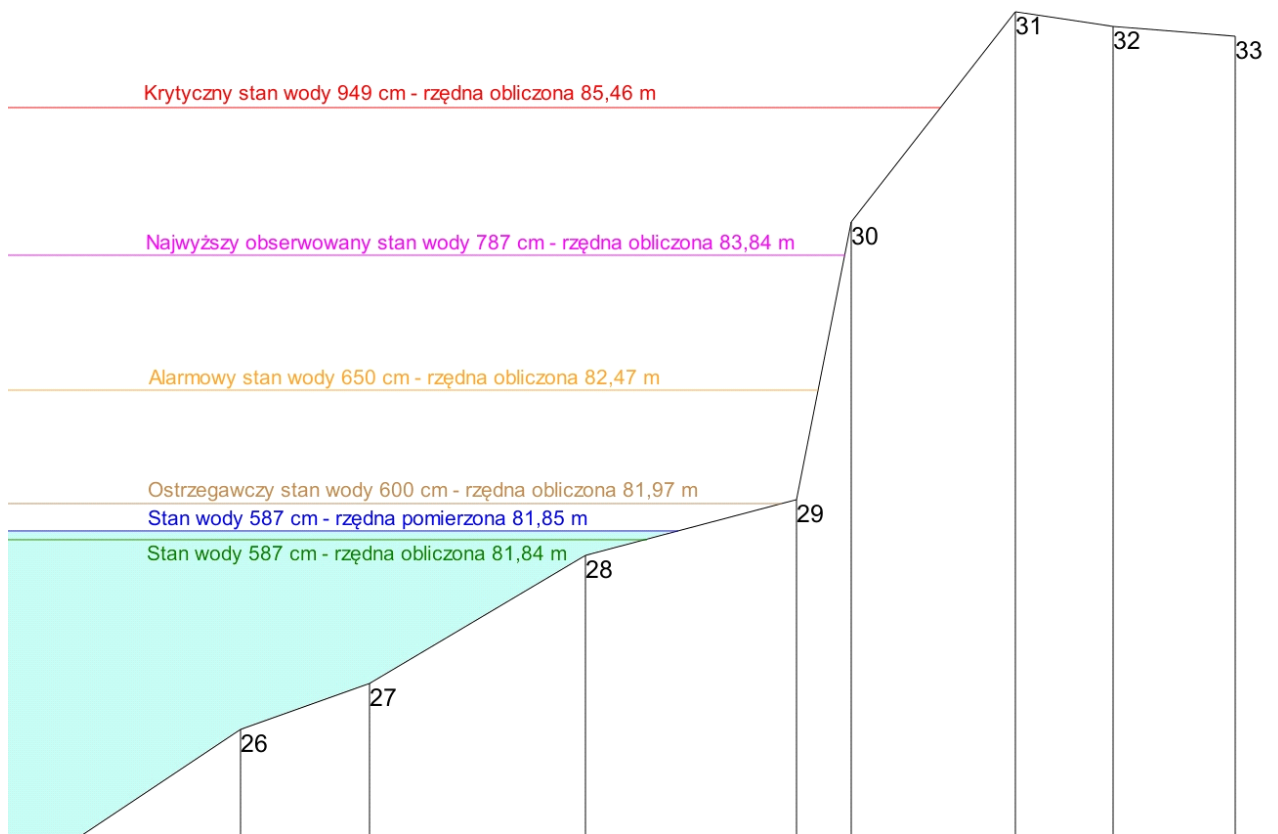 31
32
33
Krytyczny stan wody 949 cm - rzędna obliczona 85,46 m
30
Najwyższy obserwowany stan wody 787 cm - rzędna obliczona 83,84 m
Alarmowy stan wody 650 cm - rzędna obliczona 82,47 m
Ostrzegawczy stan wody 600 cm - rzędna obliczona 81,97 m
29
Stan wody 587 cm - rzędna pomierzona 81,85 m
Stan wody 587 cm - rzędna obliczona 81,84 m
28
27
26